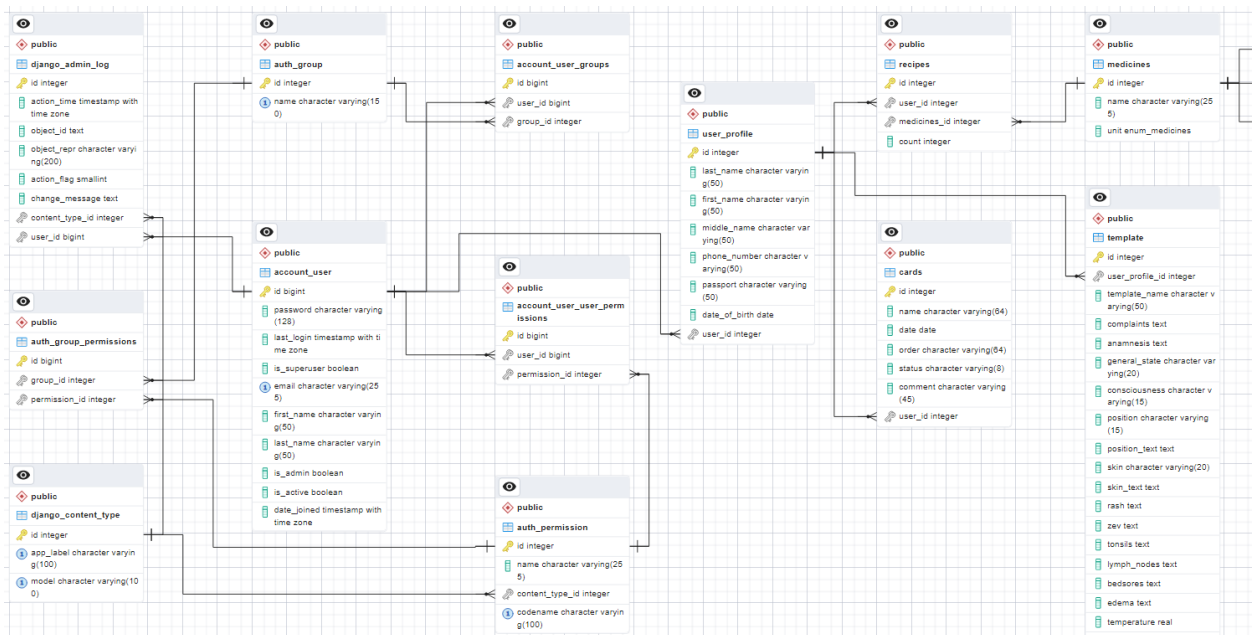 public
django_admin_log
id integer
action_time timestamp with
time zone
object_id text
object_repr character varyi
ng(200)
action_flag smallint
change_message text
content_type_id integer
user_id bigint
public
auth_group_permissions
id bigint
group_id integer
permission_id integer
public
django_content_type
id integer
1 app_label character varyin
g(100)
1 model character varying(10
0)
public
auth_group
id integer
1 name character varying(15
0)
public
account_user
id bigint
password character varying
(128)
last_login timestamp with ti
me zone
is_superuser boolean
1 email character varying(25
5)
first_name character varyin
g(50)
last_name character varyin
g(50)
is_admin boolean
is_active boolean
date_joined timestamp with
time zone
public
account_user_groups
id bigint
user_id bigint
group_id integer
public
account_user_user_permi
ssions
id bigint
user_id bigint
permission_id integer
public
auth_permission
id integer
name character varying(25
5)
content_type_id integer
1 codename character varyin
g(100)
public
user_profile
id integer
last_name character varyin
g(50)
first_name character varyin
g(50)
middle_name character var
ying(50)
phone_number character v
arying(50)
passport character varying
(50)
date_of_birth date
user_id integer
public
recipes
id integer
user_id integer
medicines_id integer
count integer
public
cards
id integer
name character varying(64)
date date
order character varying(64)
status character varying(8)
comment character varying
(45)
user_id integer
public
medicines
id integer
name character varying(25
5)
unit enum_medicines
public
template
id integer
user_profile_id integer
template_name character v
arying(50)
complaints text
anamnesis text
general_state character var
ying(20)
consciousness character v
arying(15)
position character varying
(15)
position_text text
skin character varying(20)
skin_text text
rash text
zev text
tonsils text
lymph_nodes text
bedsores text
edema text
temperature real